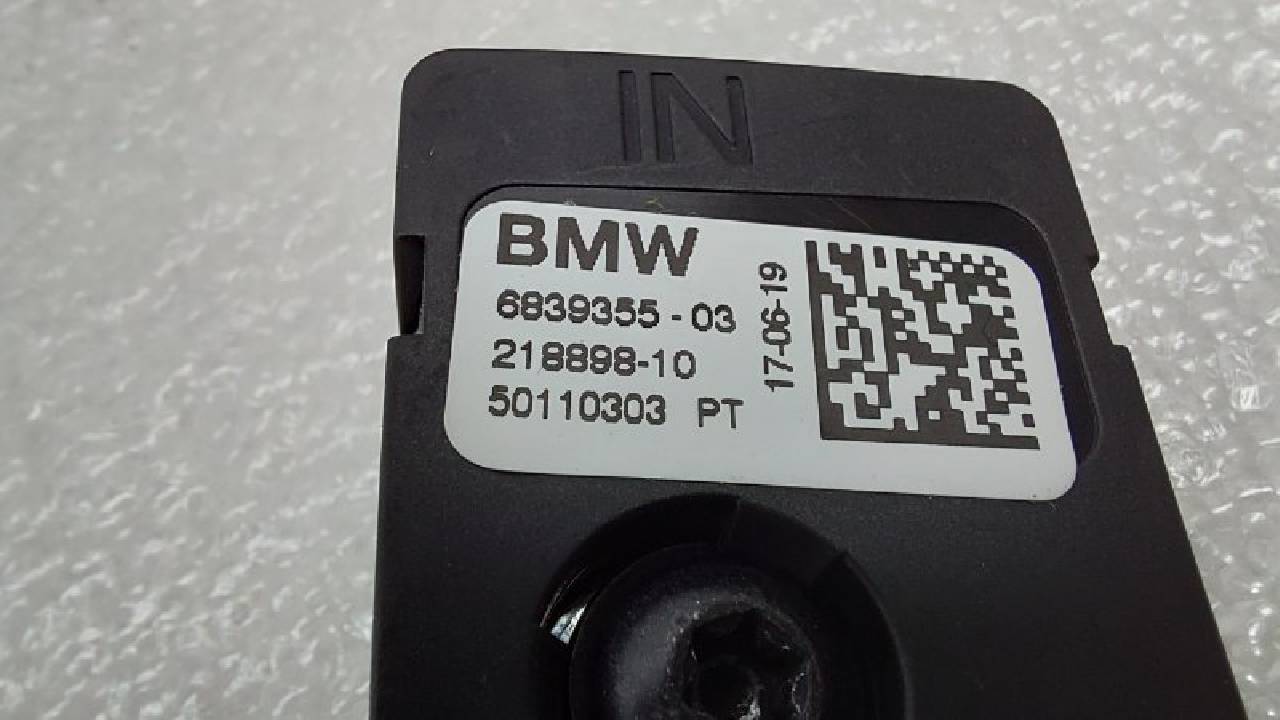 IN
BMW
6839355-03
218898-10
50110303 PT
17-06-19